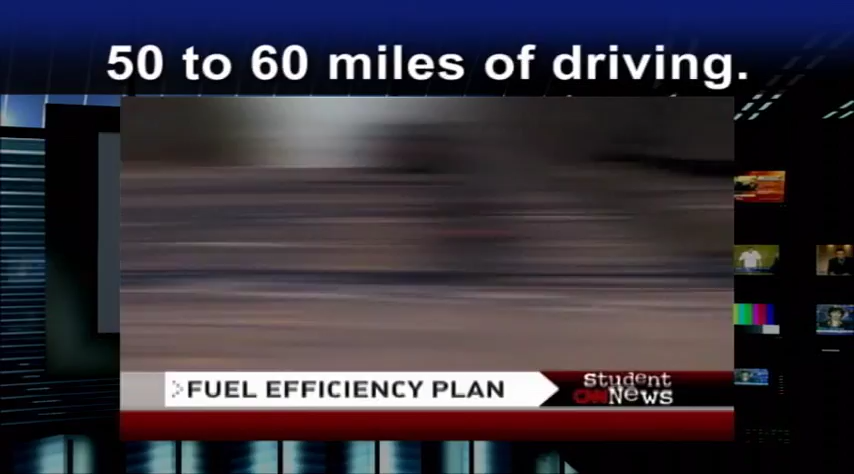 50 to 60 miles of driving.
FUEL EFFICIENCY PLAN
student
CNN News